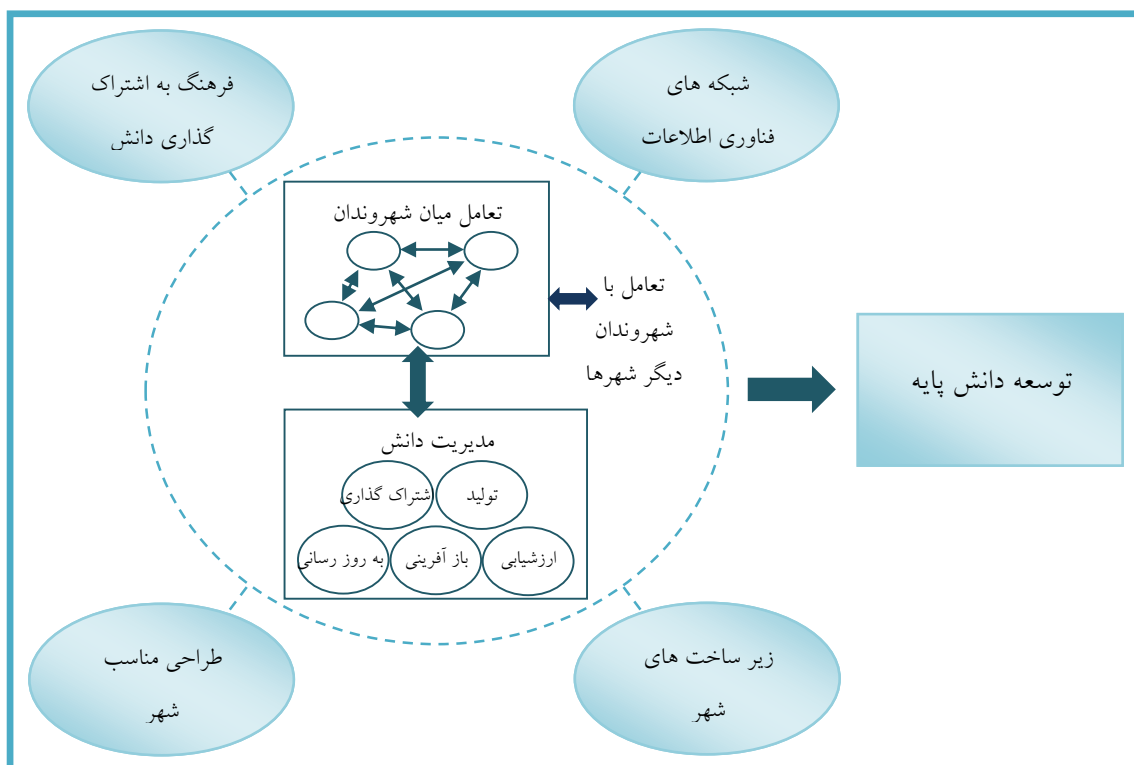 شبکه های
فناوری اطلاعات
فرهنگ به اشتراک
گذاری دانش
تعامل میان شهروندان
تعامل با
شهروندان
دیگر شهرها
توسعه دانش پایه
مدیریت دانش
تولید
شتراک گذاری
ارزشیابی
باز آفرینی
به روز رسانی
زیر ساخت های
شهر
طراحی مناسب
شهر